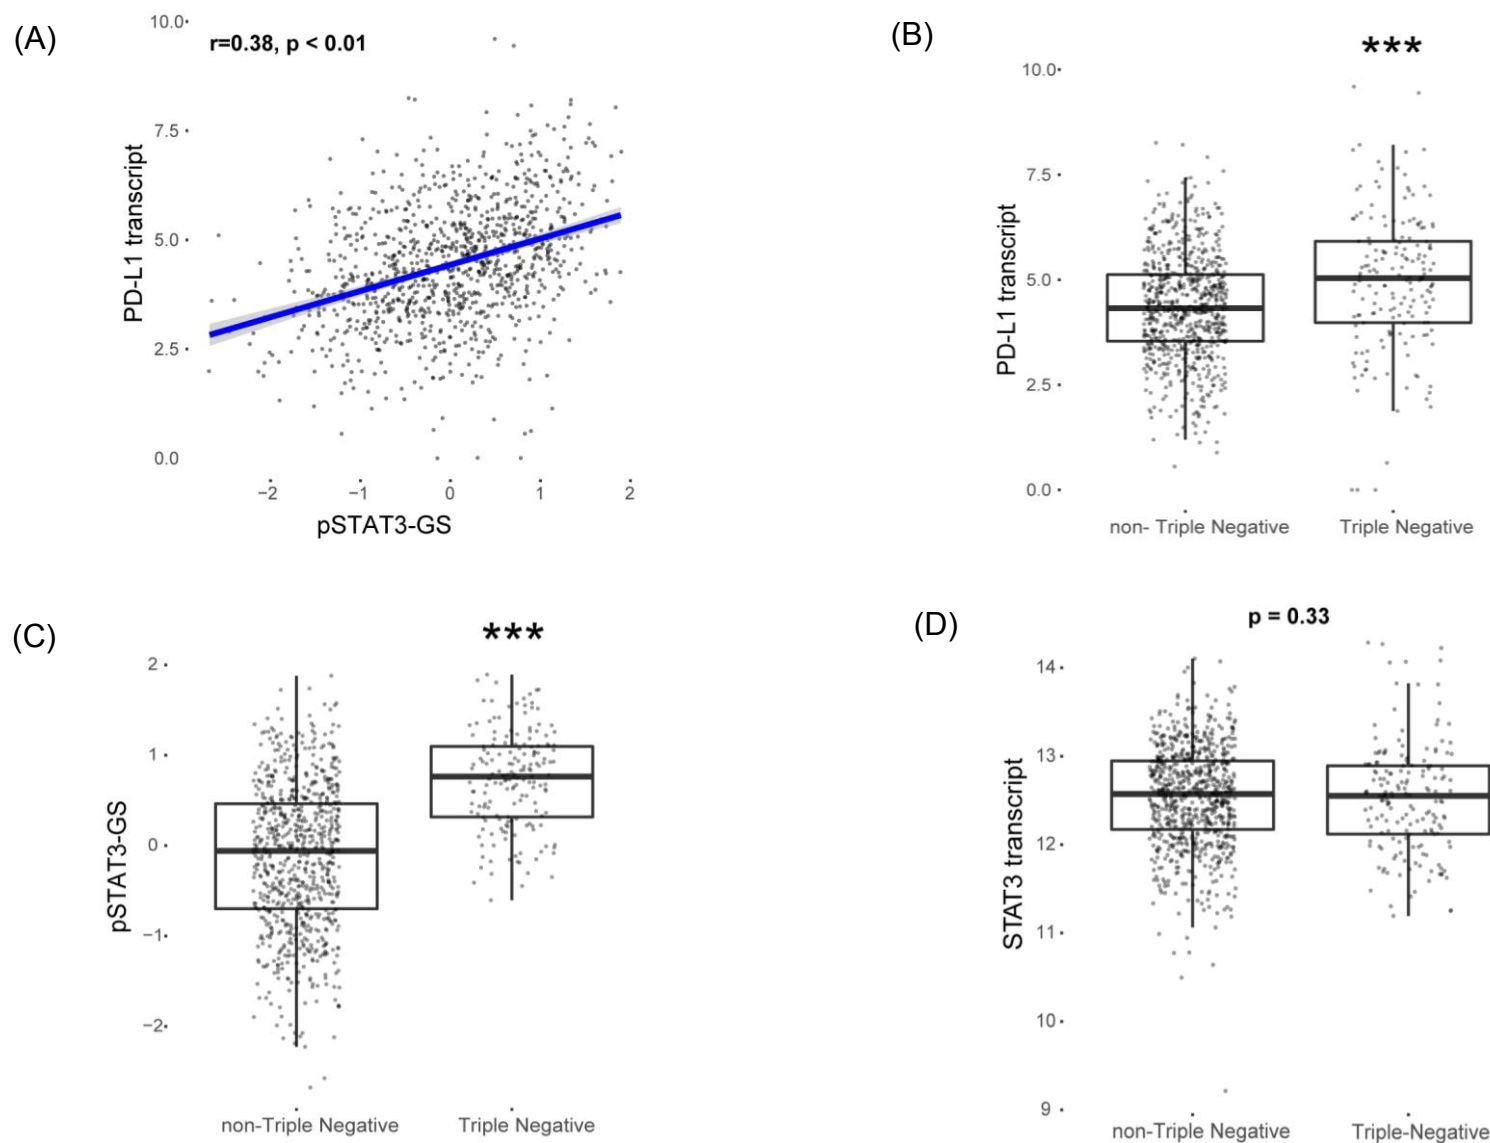 (A)
r=0.38, p < 0.01
PD-L1 transcript
10.0
7.5
5.0
2.5
0.0
−2
−1
0
1
2
pSTAT3-GS
(B)
***
PD-L1 transcript
10.0
7.5
5.0
2.5
0.0
non- Triple Negative
Triple Negative
(C)
***
pSTAT3-GS
2
1
0
−1
−2
non-Triple Negative
Triple Negative
(D)
p = 0.33
STAT3 transcript
14
13
12
11
10
9
non-Triple Negative
Triple-Negative